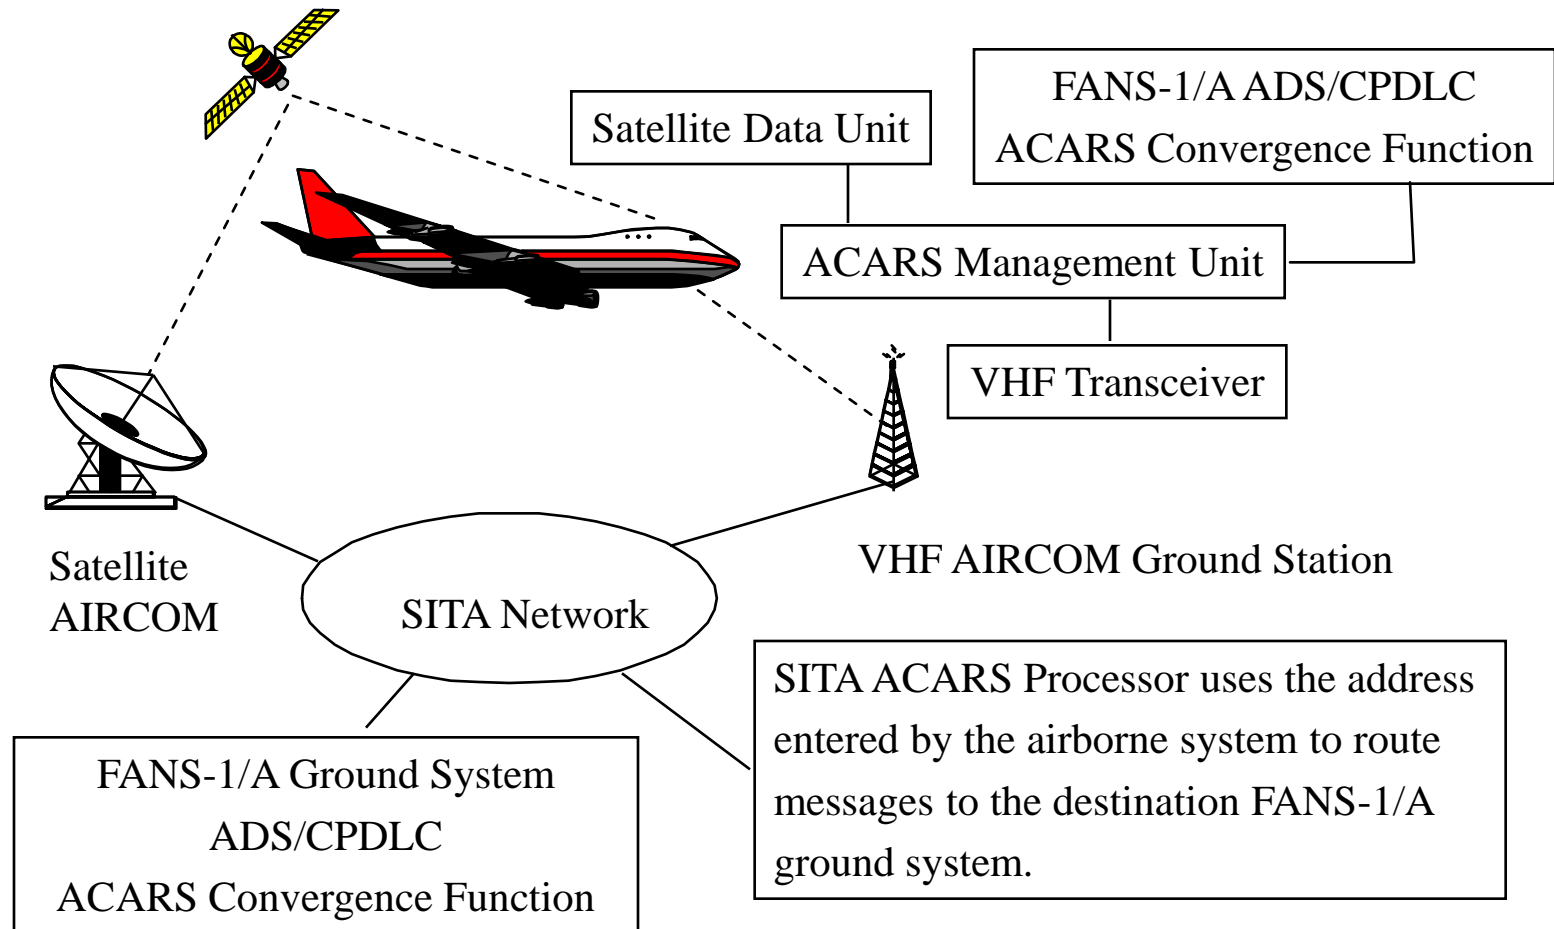 Satellite Data Unit
FANS-1/A ADS/CPDLC
ACARS Convergence Function
ACARS Management Unit
VHF Transceiver
Satellite
AIRCOM
VHF AIRCOM Ground Station
SITA Network
SITA ACARS Processor uses the address
entered by the airborne system to route
messages to the destination FANS-1/A
ground system.
FANS-1/A Ground System
ADS/CPDLC
ACARS Convergence Function